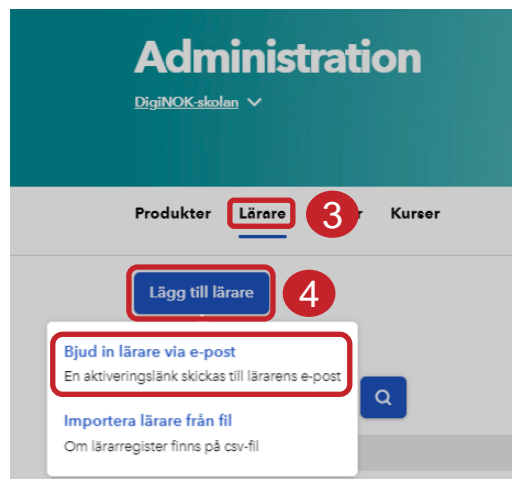 Administration
DigiNOK-skolan
Produkter Lärare 3 r Kurser
Lägg till lärare 4
Bjud in lärare via e-post
En aktiveringslänk skickas till lärarens e-post
Importera lärare från fil
Om lärarregister finns på csv-fil